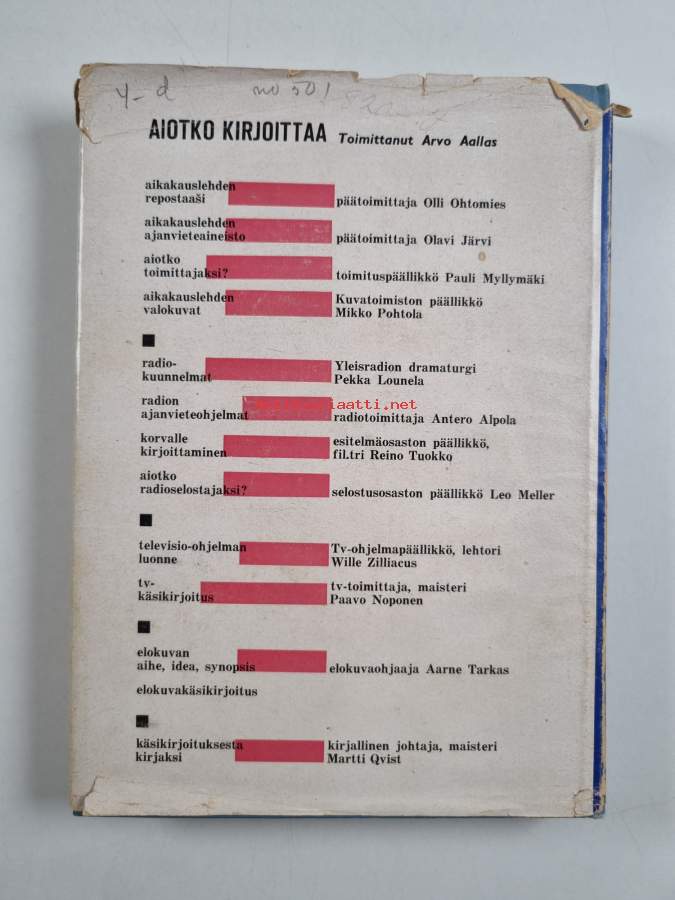 y-d no 501
AIOTKO KIRJOITTAA Toimittanut Arvo Aallas
aikakauslehden
repostaaši päätoimittaja Olli Ohtomies
aikakauslehden
ajanvieteaineisto päätoimittaja Olavi Järvi
aiotko
toimittajaksi? toimituspäällikkö Pauli Myllymäki
aikakauslehden Kuvatoimiston päällikkö
valokuvat Mikko Pohtola
radio- Yleisradion dramaturgi
kuunnelmat Pekka Lounela
radion
ajanvieteohjelmat radiotoimittaja Antero Alpola
korvalle esitelmäosaston päällikkö,
kirjoittaminen fil.tri Reino Tuokko
aiotko
radioselostajaksi? selostusosaston päällikkö Leo Meller
televisio-ohjelman Tv-ohjelmapäällikkö, lehtori
luonne Wille Zilliacus
tv- tv-toimittaja, maisteri
käsikirjoitus Paavo Noponen
elokuvan
aihe, idea, synopsis elokuvaohjaaja Aarne Tarkas
elokuvakäsikirjoitus
käsikirjoituksesta kirjallinen johtaja, maisteri
kirjaksi Martti Qvist